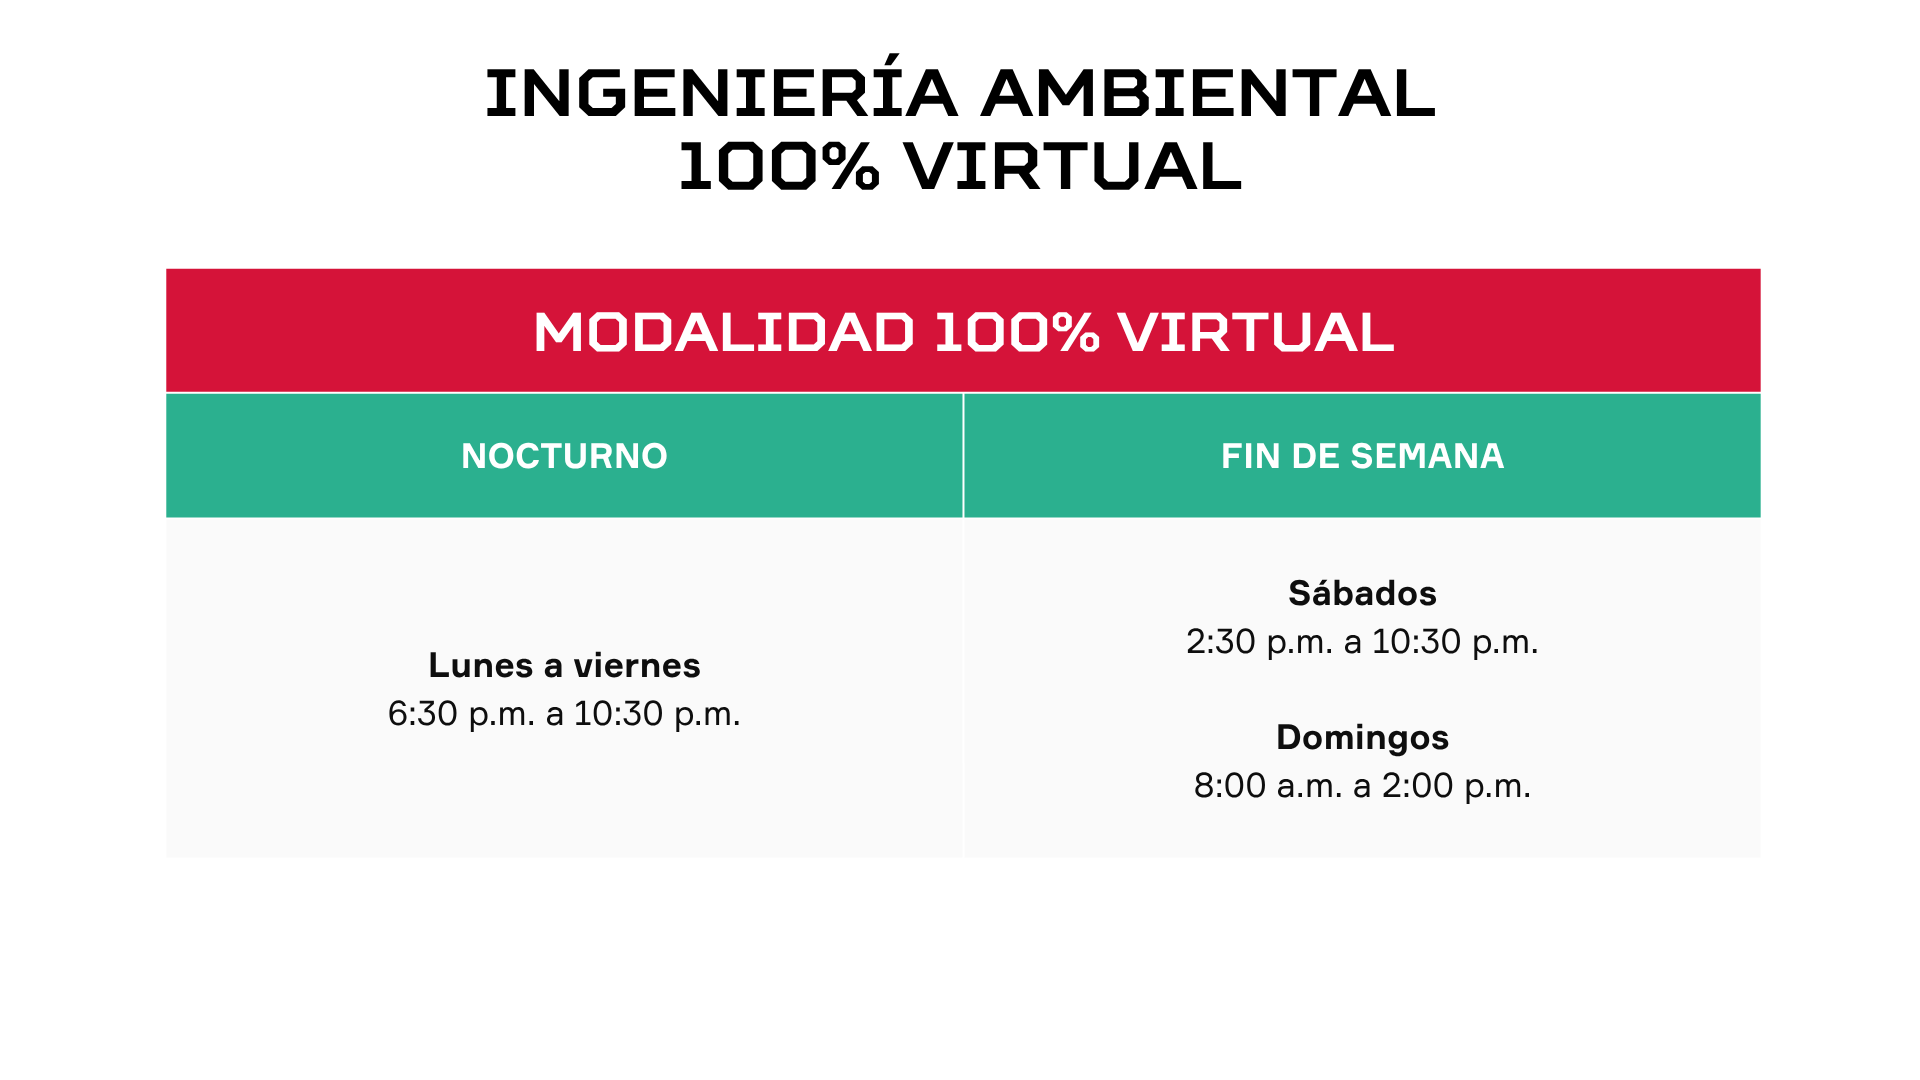 INGENIERÍA AMBIENTAL
100% VIRTUAL
MODALIDAD 100% VIRTUAL
NOCTURNO
FIN DE SEMANA
Lunes a viernes
6:30 p.m. a 10:30 p.m.
Sábados
2:30 p.m. a 10:30 p.m.
Domingos
8:00 a.m. a 2:00 p.m.